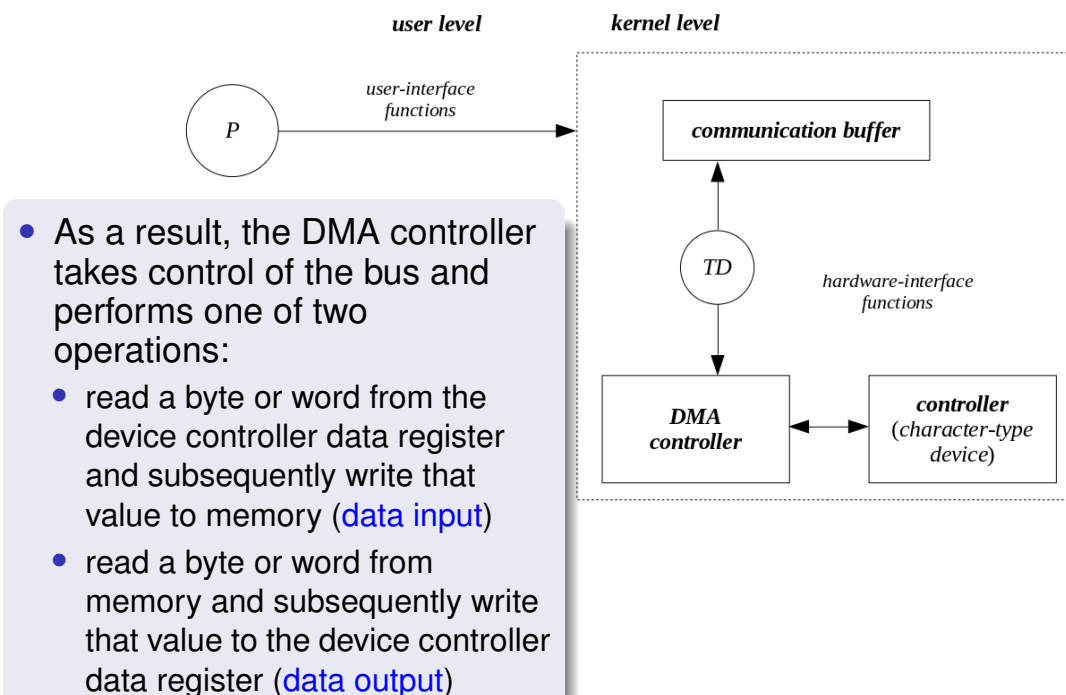 user level
kernel level
user-interface
functions
P
communication buffer
TD
hardware-interface
functions
DMA
controller
controller
(character-type
device)
• As a result, the DMA controller
takes control of the bus and
performs one of two
operations:
• read a byte or word from the
device controller data register
and subsequently write that
value to memory (data input)
• read a byte or word from
memory and subsequently write
that value to the device controller
data register (data output)